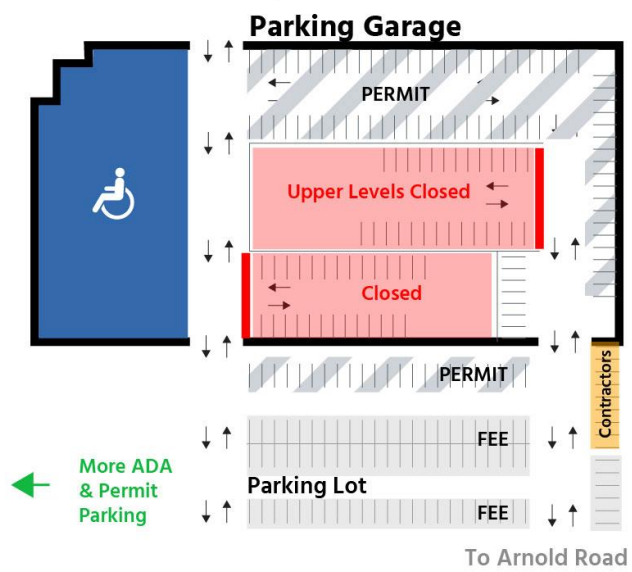 Parking Garage
PERMIT
Upper Levels Closed
Closed
PERMIT
Contractors
FEE
More ADA
& Permit
Parking
Parking Lot
FEE
To Arnold Road